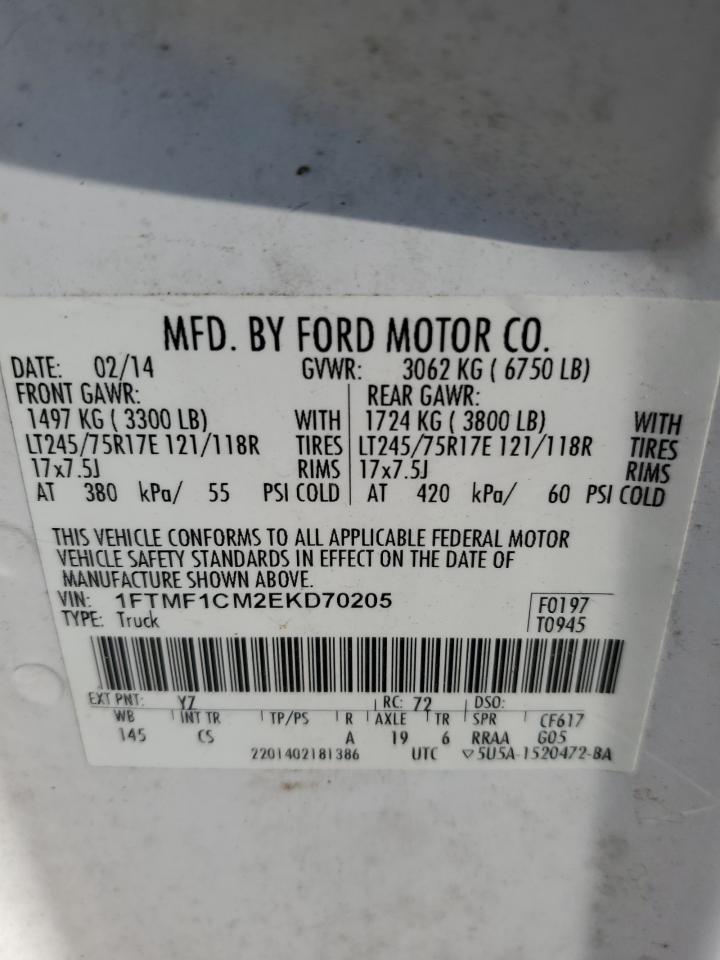 MFD. BY FORD MOTOR CO.
DATE: 02/14 GVWR: 3062 KG ( 6750 LB)
FRONT GAWR: REAR GAWR:
1497 KG ( 3300 LB) WITH 1724 KG ( 3800 LB) WITH
LT245/75R17E 121/118R TIRES LT245/75R17E 121/118R TIRES
17x7.5J RIMS 17x7.5J RIMS
AT 380 kPa/ 55 PSI COLD AT 420 kPa/ 60 PSI COLD
THIS VEHICLE CONFORMS TO ALL APPLICABLE FEDERAL MOTOR
VEHICLE SAFETY STANDARDS IN EFFECT ON THE DATE OF
MANUFACTURE SHOWN ABOVE.
VIN: 1FTMF1CM2EKD70205 F0197
TYPE: Truck T0945
EXT PNT: YZ RC: 72 DSO:
WB INT TR TP/PS R AXLE TR SPR CF617
145 CS A 19 6 RRAA G05
2201402181386 UTC ▽5U5A-1520472-BA